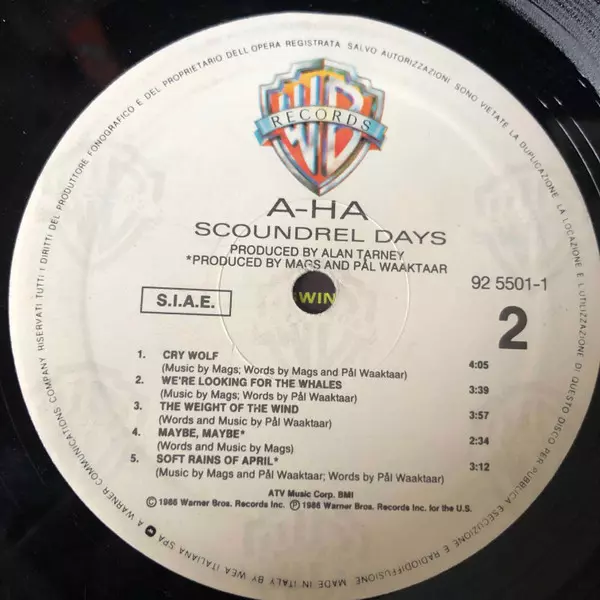 TUTTI I DIRITTI DEL PRODUTTORE FONOGRAFICO E DEL PROPRIETARIO DELL'OPERA REGISTRATA SALVO AUTORIZZAZIONI SONO VIETATE LA DUPLICAZIONE LA LOCAZIONE E L'UTILIZZAZIONE DI QUESTO DISCO PER PUBBLICA ESECUZIONE E RADIODIFFUSIONE
WB
RECORDS
A-HA
SCOUNDREL DAYS
PRODUCED BY ALAN TARNEY
*PRODUCED BY MAGS AND PÅL WAAKTAAR
92 5501-1
S.I.A.E.
WIN
2
1. CRY WOLF
(Music by Mags; Words by Mags and Pål Waaktaar) 4:05
2. WE'RE LOOKING FOR THE WHALES
(Music by Mags; Words by Pål Waaktaar) 3:39
3. THE WEIGHT OF THE WIND
(Words and Music by Pål Waaktaar) 3:57
4. MAYBE, MAYBE*
(Words and Music by Mags) 2:34
5. SOFT RAINS OF APRIL*
(Music by Mags and Pål Waaktaar; Words by Pål Waaktaar) 3:12
ATV Music Corp. BMI
©1986 Warner Bros. Records Inc. ℗1986 Warner Bros. Records Inc. for the U.S.
MADE IN ITALY BY WEA ITALIANA SPA A WARNER COMMUNICATIONS COMPANY RISERVATI